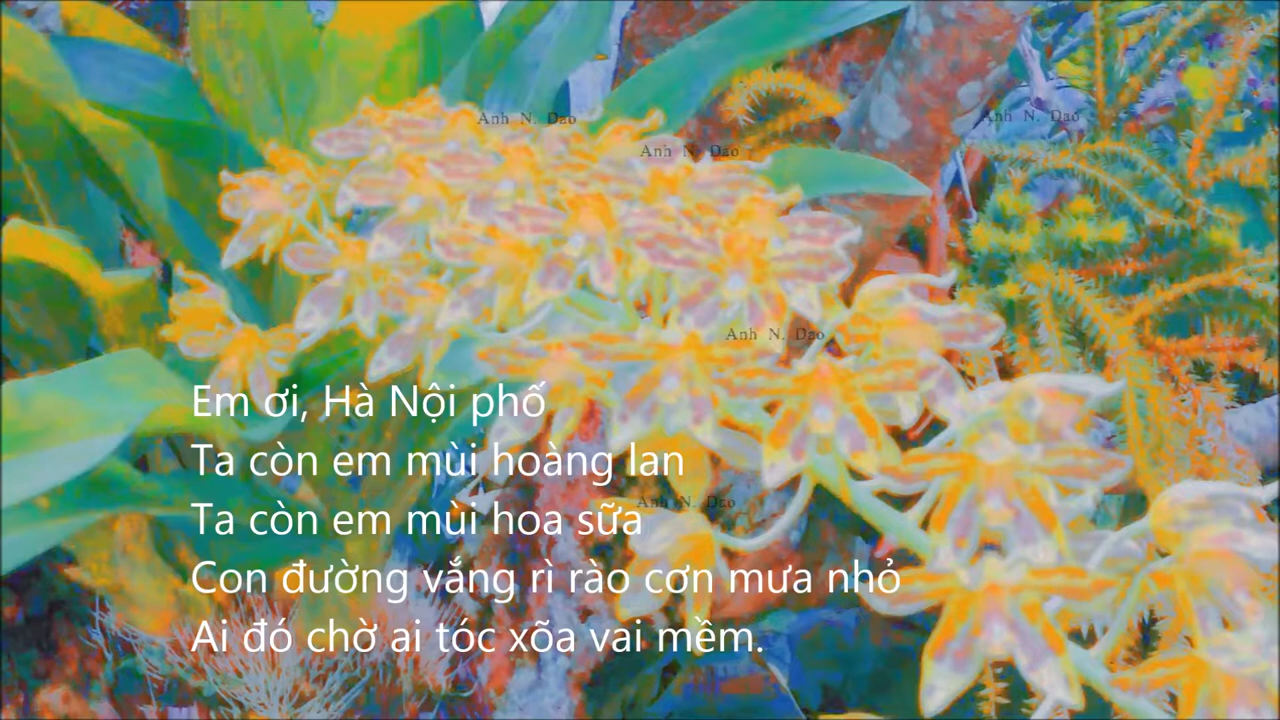 Anh N. Dao
Anh N. Dao
Anh N. Dao
Anh N. Dao
Em ơi, Hà Nội phố
Ta còn em mùi hoàng lan
Anh N. Dao
Ta còn em mùi hoa sữa
Con đường vắng rì rào cơn mưa nhỏ
Ai đó chờ ai tóc xõa vai mềm.